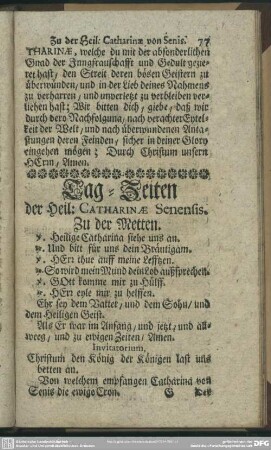 Zu der Heil: Catharinæ von Senis. 77
THARINÆ, welche du mit der absonderlichen
Gnad der Jungfrauschafft und Gedult gezie-
ret hast, den Streit deren bösen Geistern zu
überwunden, und in der Lieb deines Nahmens
zu verharren, und unverletzt zu verbleiben ver-
liehen hast; Wir bitten dich, giebe, daß wir
durch dero Nachfolgung, nach verachter Eytel-
keit der Welt, und nach überwundenen Anta-
stungen deren Feinden, sicher in deiner Glory
eingehen mögen; Durch Christum unsern
HErrn, Amen.
Tag-Zeiten
der Heil: CATHARINÆ Senensis.
Zu der Metten.
℣. Heilige Catharina stehe uns an.
℟. Und bitt für uns dein Bräutigam.
℣. HErr thue auff meine Lefftzen.
℟. So wird mein Mund dein Lob außsprechen.
℣. GOtt komme mir zu Hülff.
℟. HErr eyle mir zu helffen.
Ehr sey dem Vatter, und dem Sohn/ und
dem Heiligen Geist.
Als Er war im Anfang, und jetzt, und all-
weeg, und zu ewigen Zeiten, Amen.
Invitatorium,
Christum den König der Königen last uns
betten an.
Von welchem empfangen Catharina von
Senis die ewige Cron. G Der